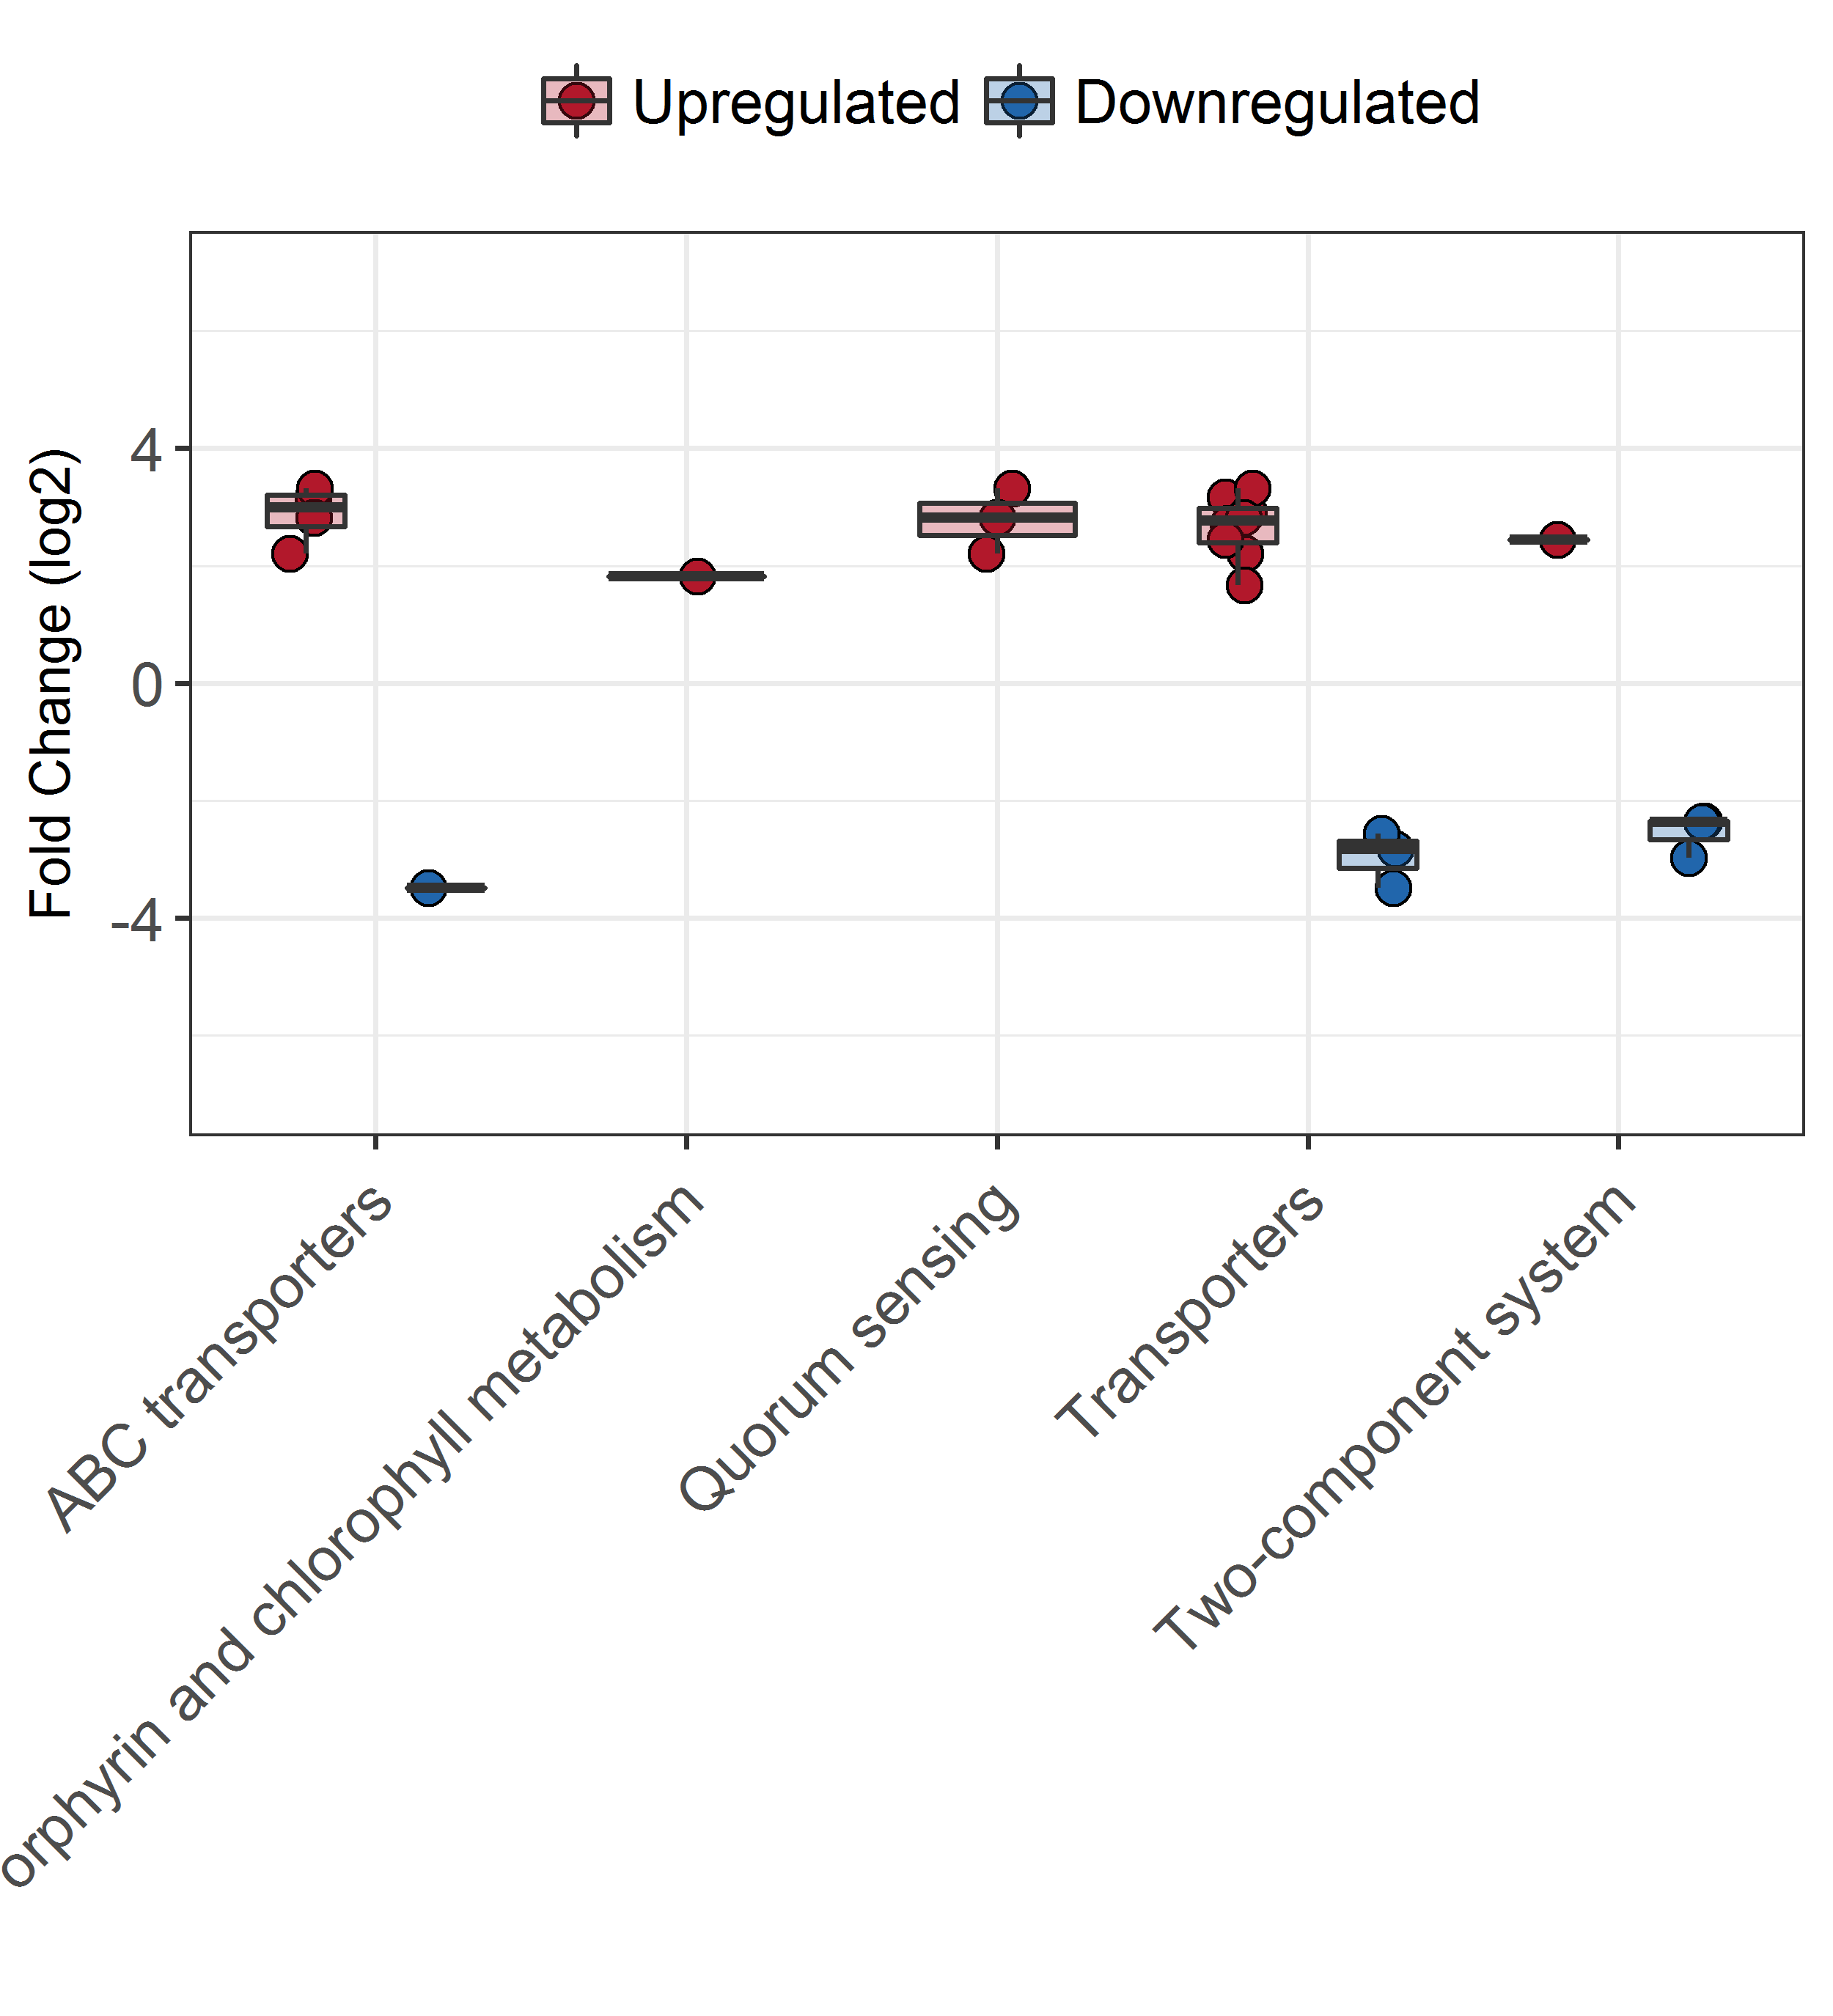 Upregulated Downregulated
Fold Change (log2)
4
0
-4
ABC transporters
orphyrin and chlorophyll metabolism
Quorum sensing
Transporters
Two-component system